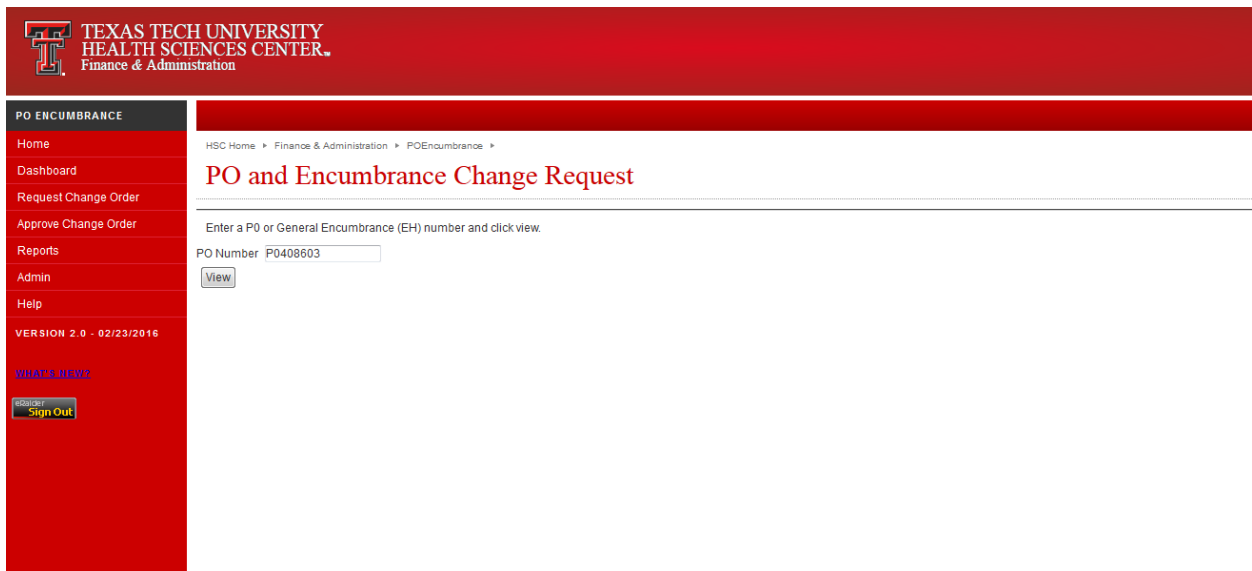 TEXAS TECH UNIVERSITY
HEALTH SCIENCES CENTER™
Finance & Administration
PO ENCUMBRANCE
Home
Dashboard
Request Change Order
Approve Change Order
Reports
Admin
Help
VERSION 2.0 - 02/23/2016
WHAT'S NEW?
eRaider
Sign Out
HSC Home ▸ Finance & Administration ▸ POEncumbrance ▸
PO and Encumbrance Change Request
Enter a P0 or General Encumbrance (EH) number and click view.
PO Number P0408603
View